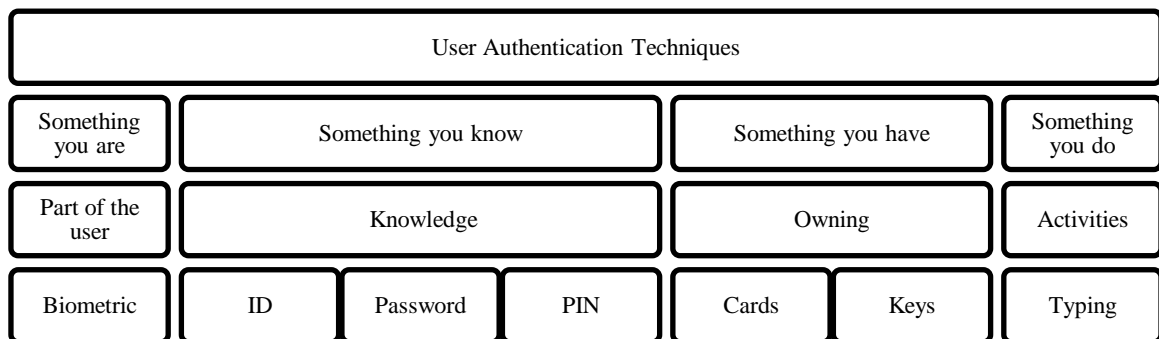 User Authentication Techniques
Something
you are
Something you know
Something you have
Something
you do
Part of the
user
Knowledge
Owning
Activities
Biometric
ID
Password
PIN
Cards
Keys
Typing